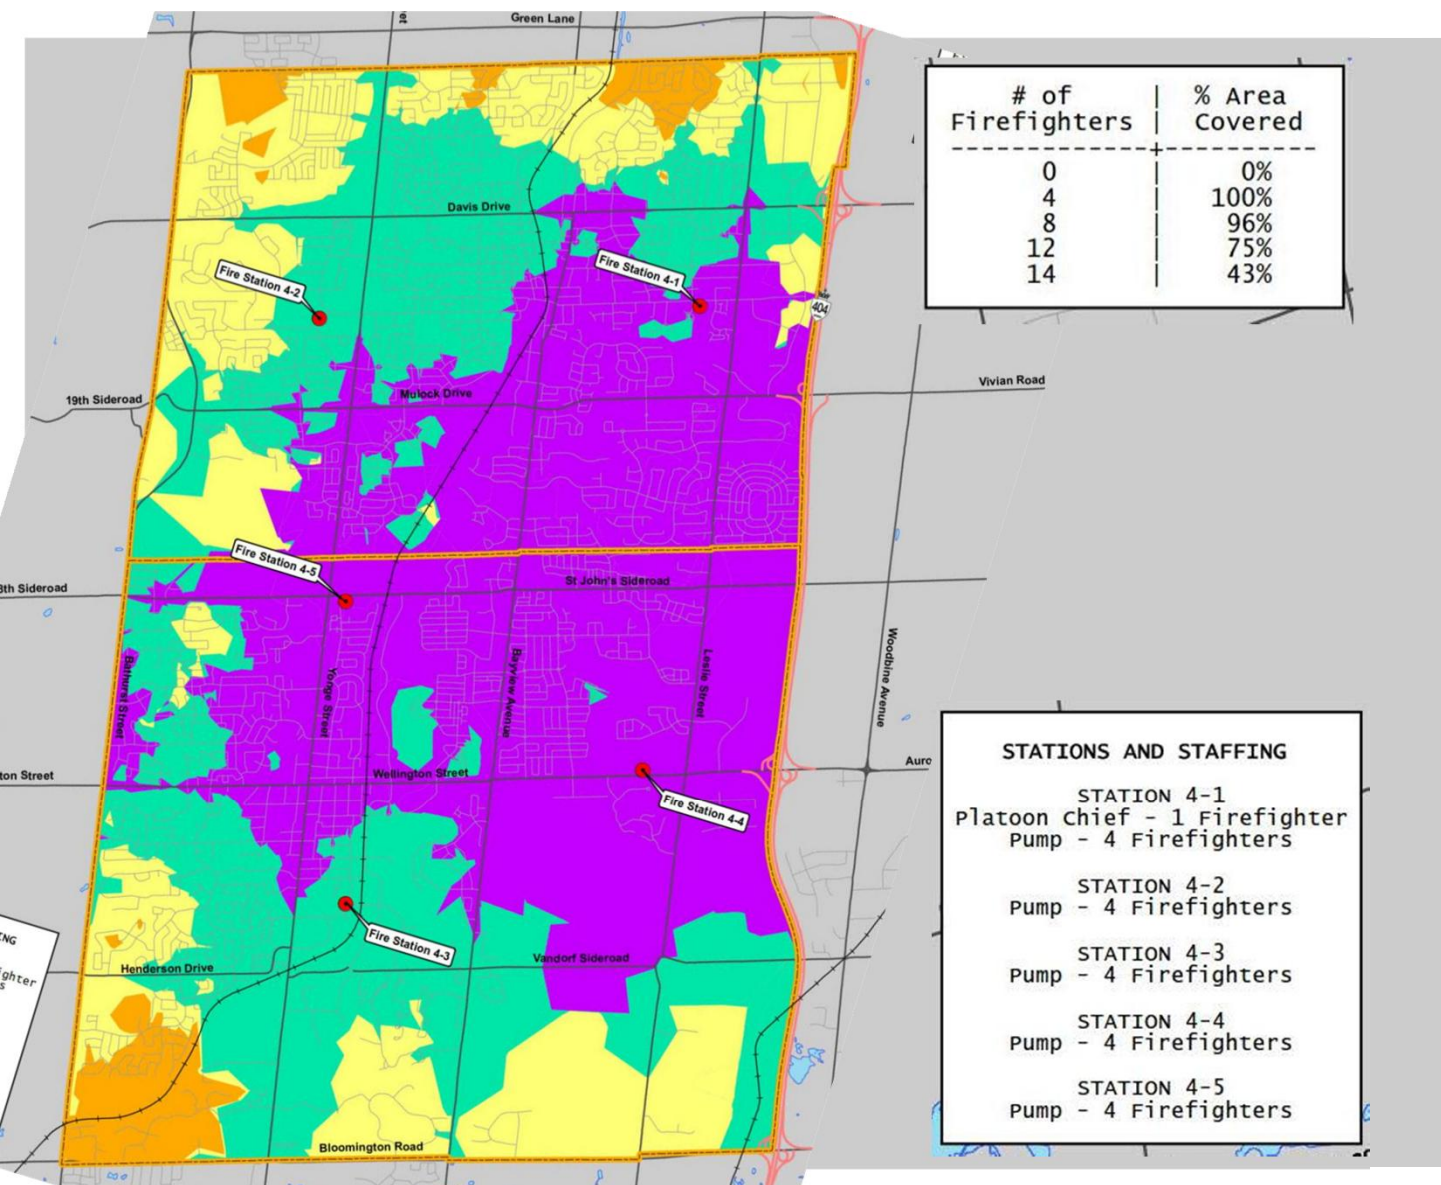 Green Lane
# of | % Area
Firefighters | Covered
----------------+------------
0 | 0%
4 | 100%
8 | 96%
12 | 75%
14 | 43%
Davis Drive
Fire Station 4-1
Fire Station 4-2
404
Vivian Road
Mulock Drive
19th Sideroad
Fire Station 4-5
St John's Sideroad
8th Sideroad
Bathurst Street
Yonge Street
Bayview Avenue
Leslie Street
Woodbine Avenue
ton Street
Wellington Street
Auro
Fire Station 4-4
Fire Station 4-3
Vandorf Sideroad
Henderson Drive
Bloomington Road
STATIONS AND STAFFING
STATION 4-1
Platoon Chief - 1 Firefighter
Pump - 4 Firefighters
STATION 4-2
Pump - 4 Firefighters
STATION 4-3
Pump - 4 Firefighters
STATION 4-4
Pump - 4 Firefighters
STATION 4-5
Pump - 4 Firefighters
ING
ighter
s